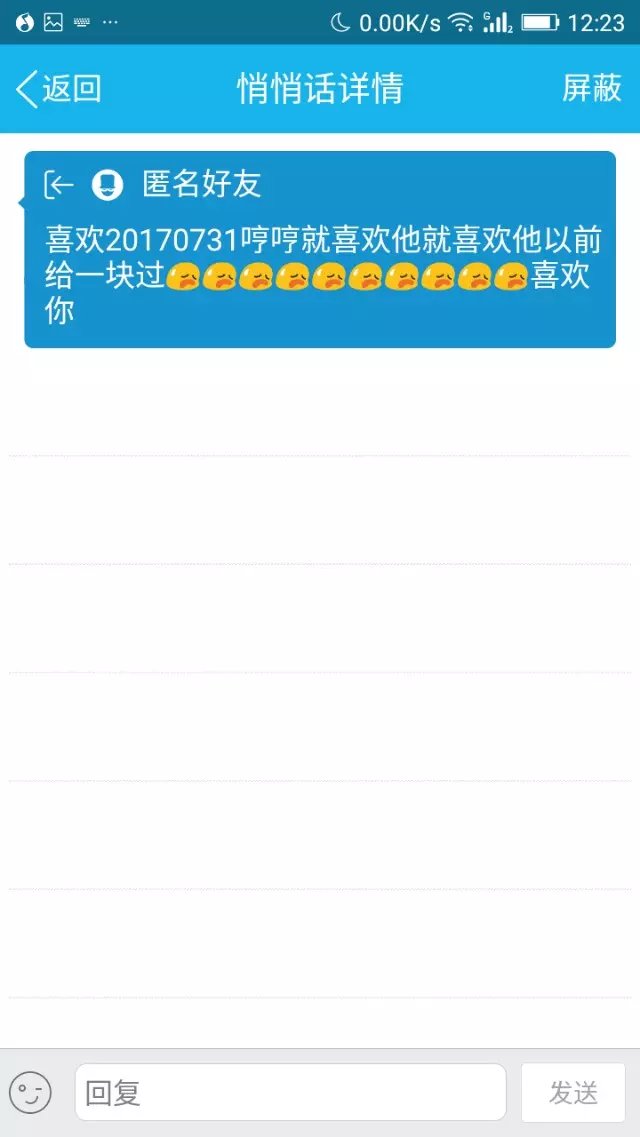 0.00K/s 12:23
返回 悄悄话详情 屏蔽
匿名好友
喜欢20170731哼哼就喜欢他就喜欢他以前
给一块过😥😥😥😥😥😥😥😥😥😥喜欢
你
回复 发送